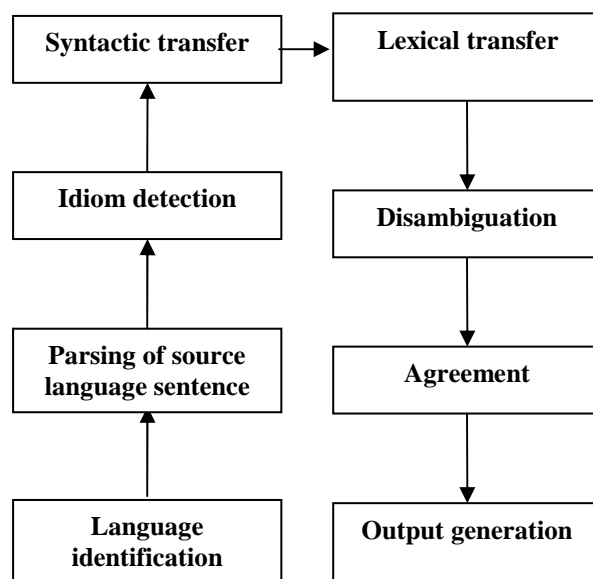 Syntactic transfer
Lexical transfer
Idiom detection
Disambiguation
Parsing of source
language sentence
Agreement
Language
identification
Output generation